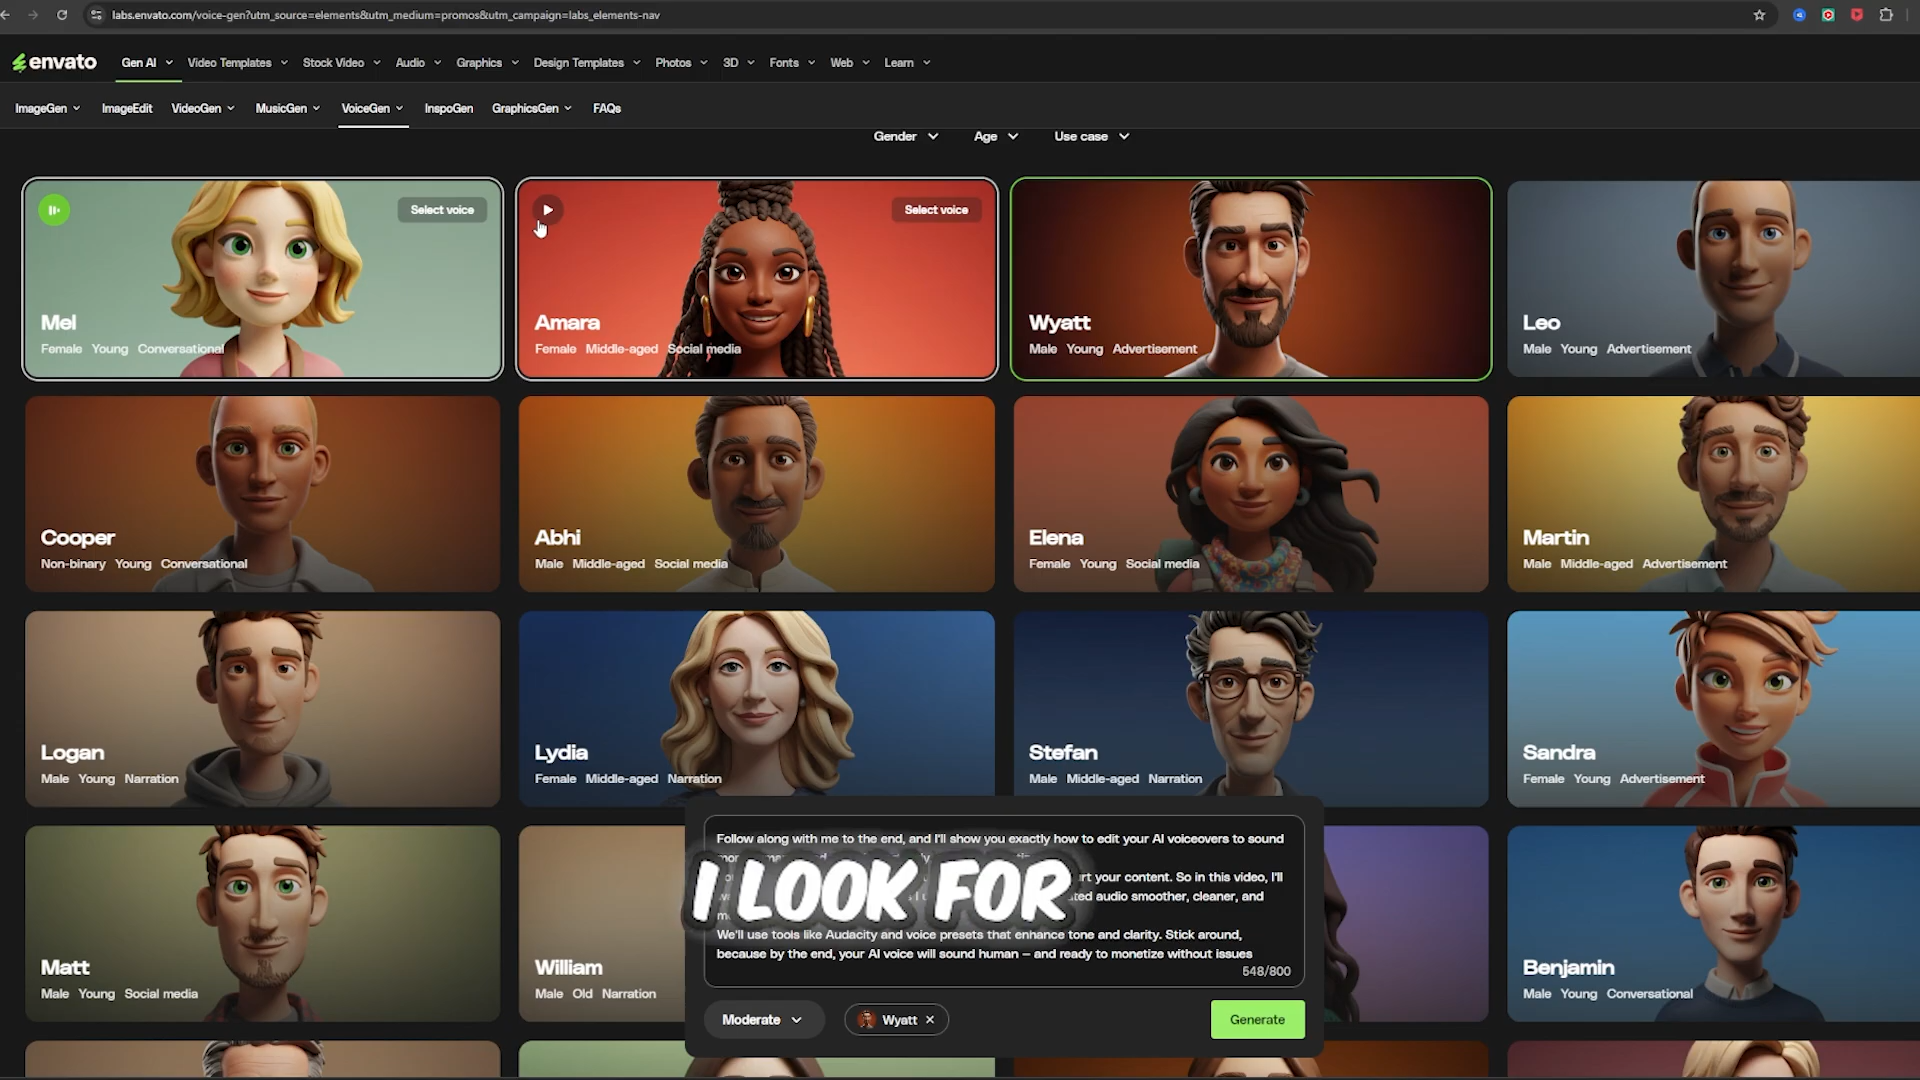 labs.envato.com/voice-gen?utm_source=elements&utm_medium=promos&utm_campaign=labs_elements-nav
envato Gen AI Video Templates Stock Video Audio Graphics Design Templates Photos 3D Fonts Web Learn
ImageGen ImageEdit VideoGen MusicGen VoiceGen InspoGen GraphicsGen FAQs
Gender Age Use case
Select voice Select voice
Mel Amara Wyatt Leo
Female Young Conversational Female Middle-aged Social media Male Young Advertisement Male Young Advertisement
Cooper Abhi Elena Martin
Non-binary Young Conversational Male Middle-aged Social media Female Young Social media Male Middle-aged Advertisement
Logan Lydia Stefan Sandra
Male Young Narration Female Middle-aged Narration Male Middle-aged Narration Female Young Advertisement
Follow along with me to the end, and I'll show you exactly how to edit your AI voiceovers to sound
I LOOK FOR
your content. So in this video, I'll
audio smoother, cleaner, and
We'll use tools like Audacity and voice presets that enhance tone and clarity. Stick around,
because by the end, your AI voice will sound human – and ready to monetize without issues
548/800
Matt William Benjamin
Male Young Social media Male Old Narration Male Young Conversational
Moderate Wyatt Generate